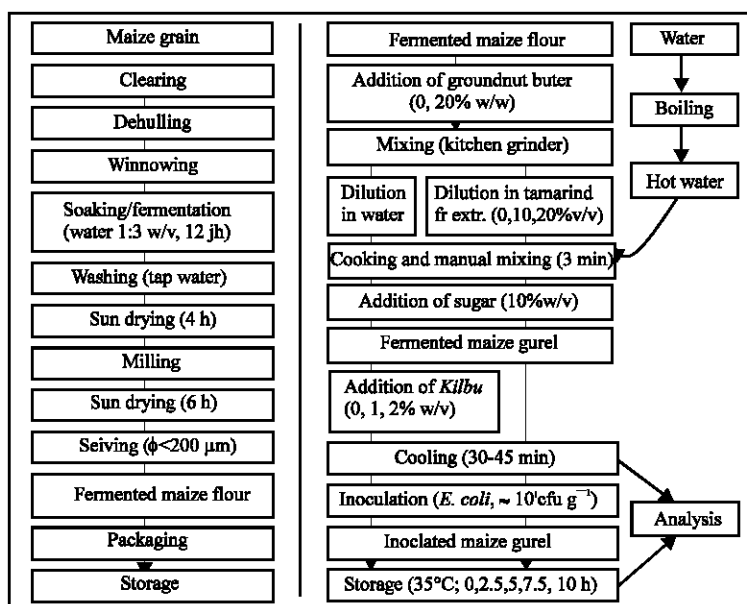 Maize grain
Clearing
Dehulling
Winnowing
Soaking/fermentation
(water 1:3 w/v, 12 jh)
Washing (tap water)
Sun drying (4 h)
Milling
Sun drying (6 h)
Seiving (ϕ<200 µm)
Fermented maize flour
Packaging
Storage
Fermented maize flour
Addition of groundnut buter
(0, 20% w/w)
Mixing (kitchen grinder)
Dilution
in water
Dilution in tamarind
fr extr. (0,10,20%v/v)
Cooking and manual mixing (3 min)
Addition of sugar (10%w/v)
Fermented maize gurel
Addition of Kilbu
(0, 1, 2% w/v)
Cooling (30-45 min)
Inoculation (E. coli, ≈ 10 cfu g⁻¹)
Inoclated maize gurel
Storage (35°C; 0,2.5,5,7.5, 10 h)
Water
Boiling
Hot water
Analysis